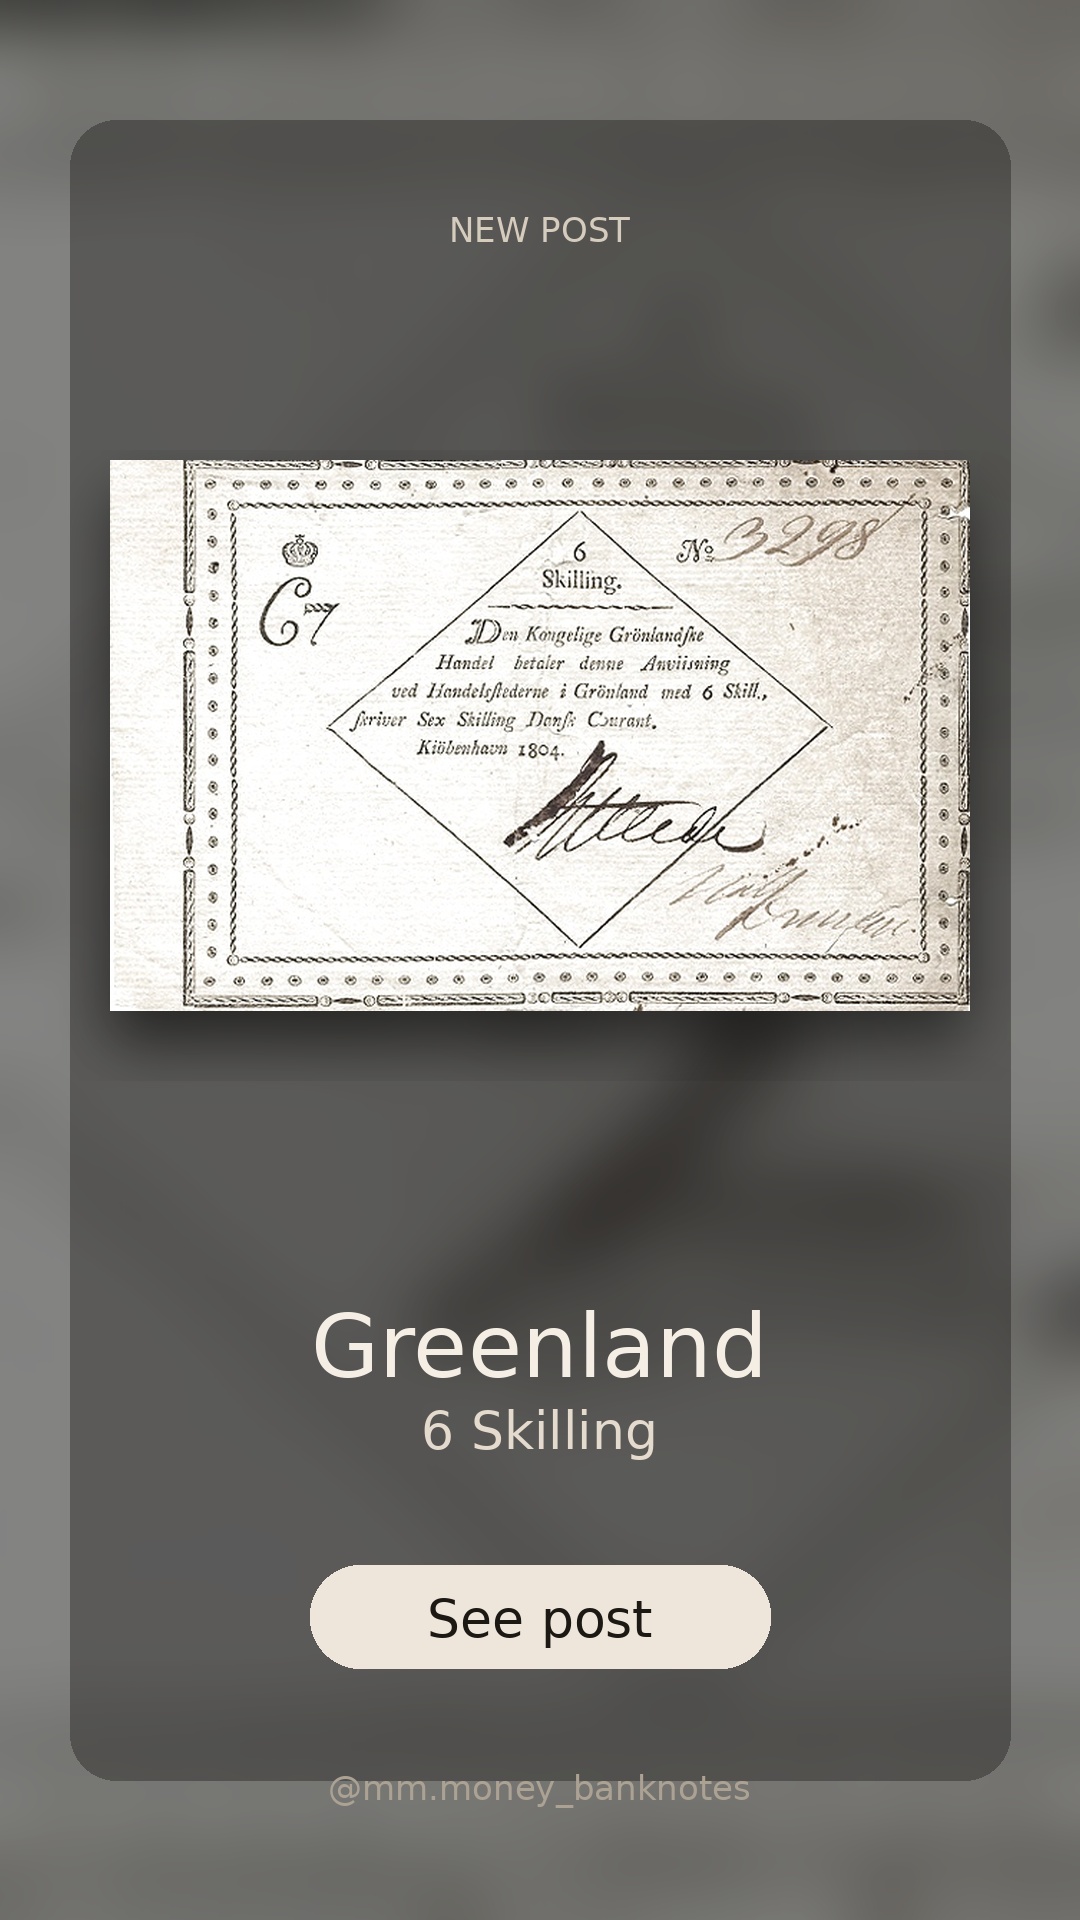 NEW POST
C7
6
Skilling.
No 3298
Den Kongelige Grönlandſke
Handel betaler denne Anviisning
ved Handelsſtederne i Grönland med 6 Skill.,
ſkriver Sex Skilling Danſk Courant.
Kiöbenhavn 1804.
Greenland
6 Skilling
See post
@mm.money_banknotes